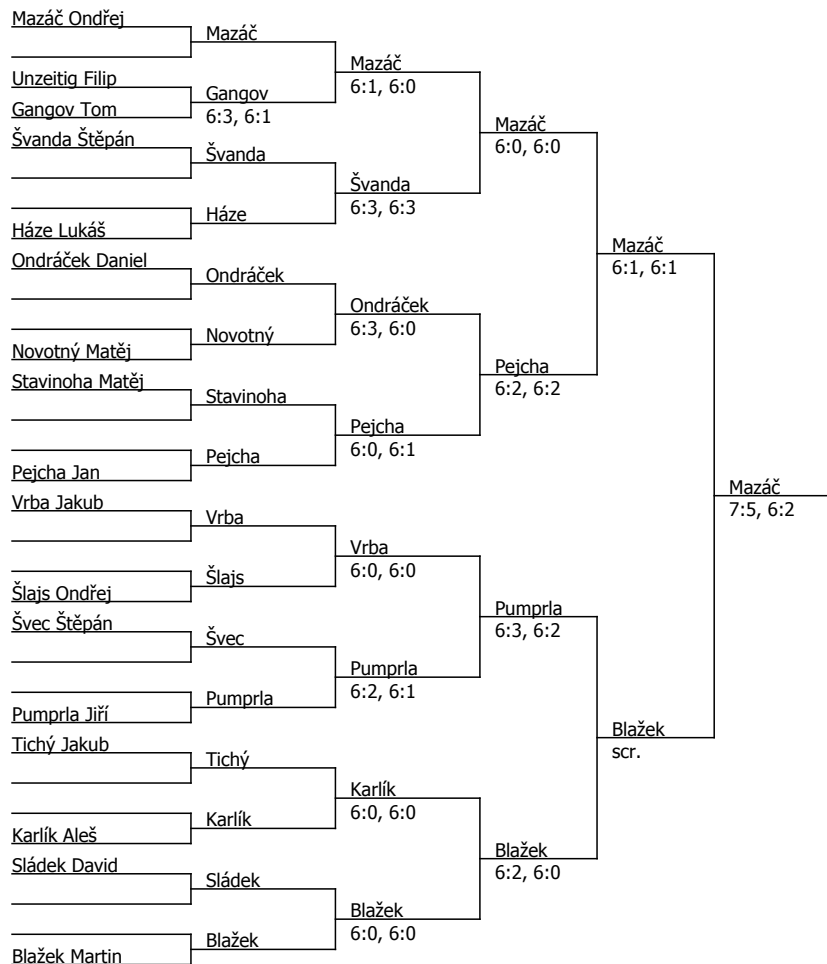 Mazáč Ondřej
Mazáč
Mazáč
6:1, 6:0
Unzeitig Filip
Gangov
6:3, 6:1
Gangov Tom
Mazáč
6:0, 6:0
Švanda Štěpán
Švanda
Švanda
6:3, 6:3
Háze
Háze Lukáš
Mazáč
6:1, 6:1
Ondráček Daniel
Ondráček
Ondráček
6:3, 6:0
Novotný
Novotný Matěj
Pejcha
6:2, 6:2
Stavinoha Matěj
Stavinoha
Pejcha
6:0, 6:1
Pejcha
Pejcha Jan
Mazáč
7:5, 6:2
Vrba Jakub
Vrba
Vrba
6:0, 6:0
Šlajs
Šlajs Ondřej
Pumprla
6:3, 6:2
Švec Štěpán
Švec
Pumprla
6:2, 6:1
Pumprla
Pumprla Jiří
Blažek
scr.
Tichý Jakub
Tichý
Karlík
6:0, 6:0
Karlík
Karlík Aleš
Blažek
6:2, 6:0
Sládek David
Sládek
Blažek
6:0, 6:0
Blažek
Blažek Martin